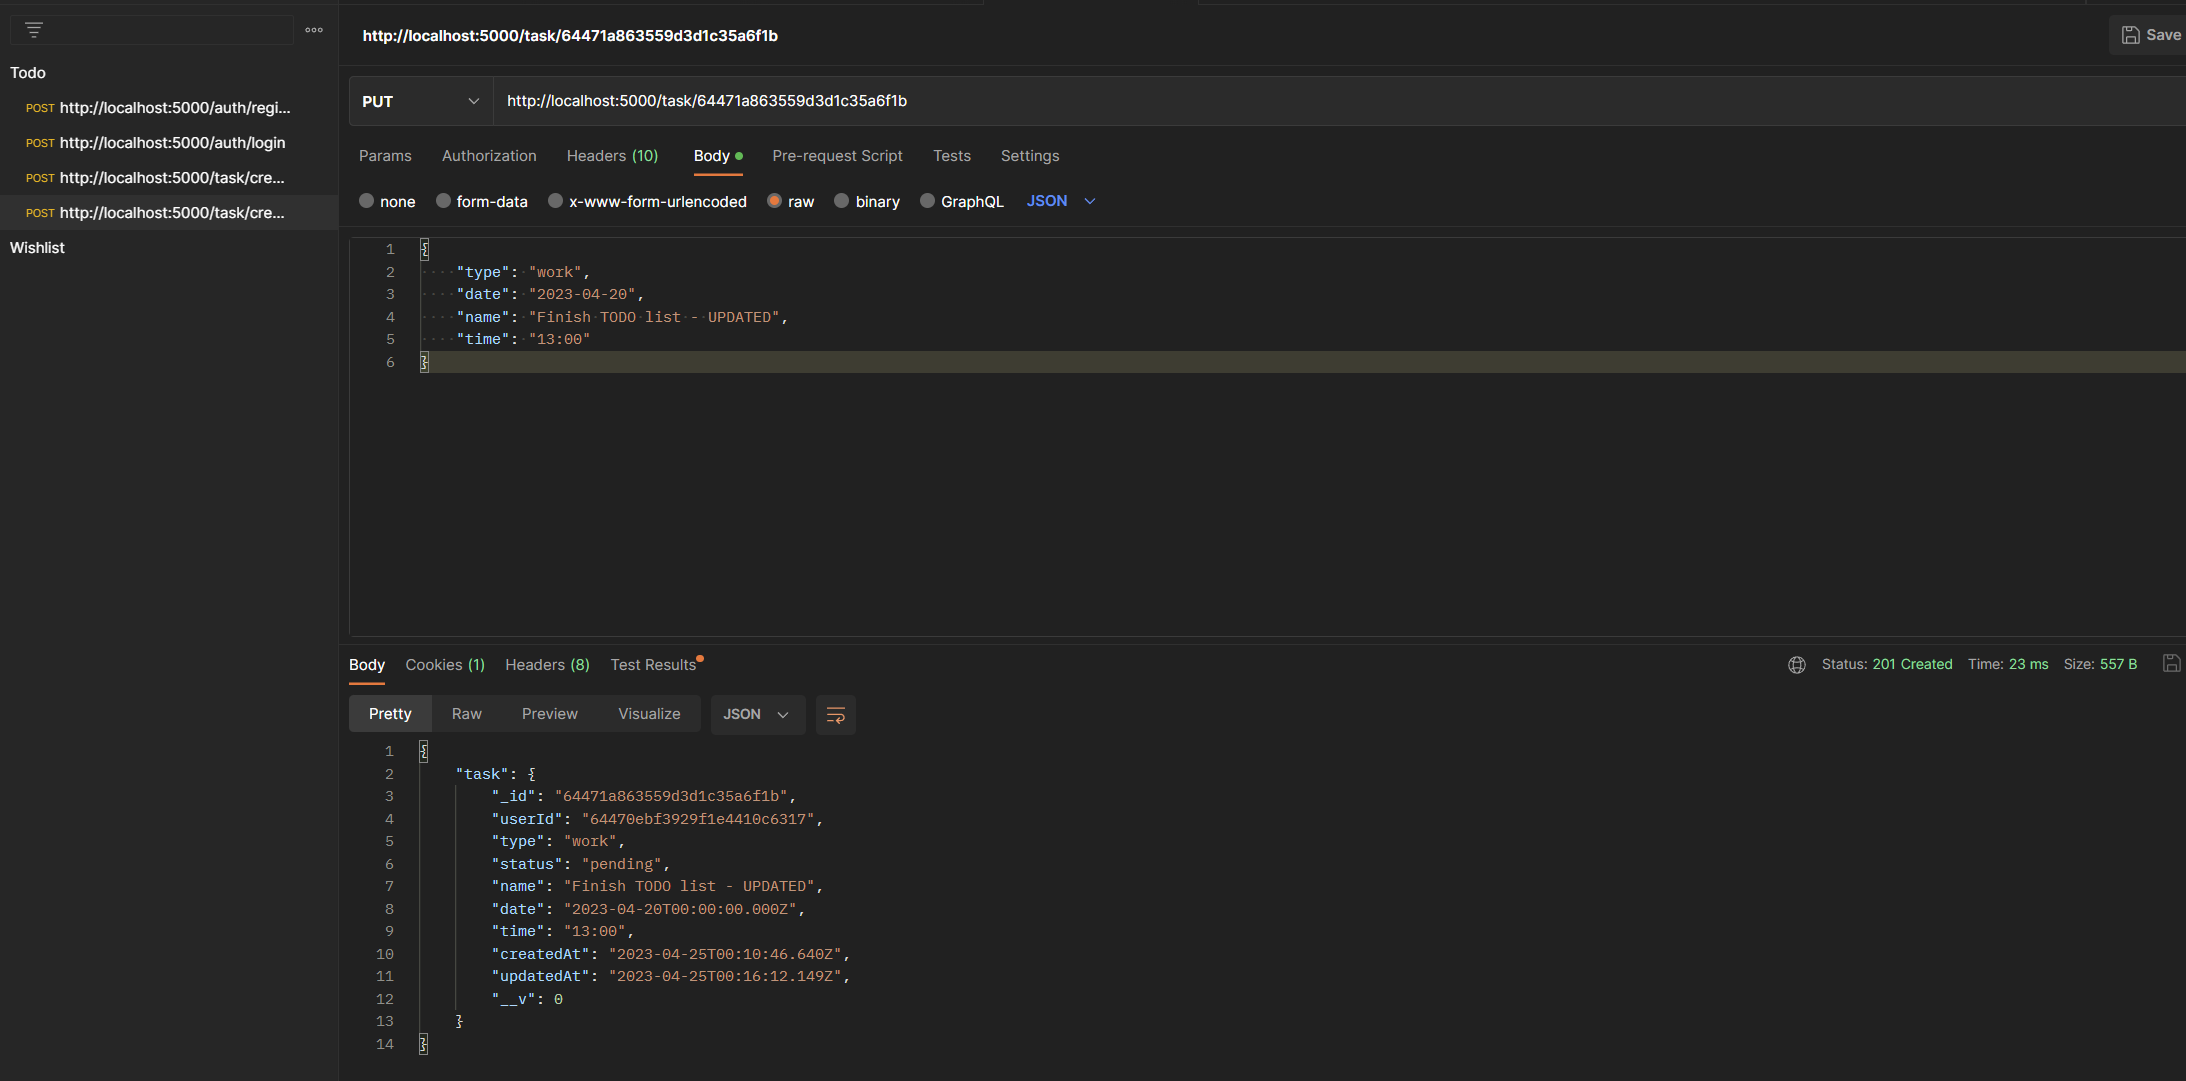 http://localhost:5000/task/64471a863559d3d1c35a6f1b
Save
Todo
POST http://localhost:5000/auth/regi...
POST http://localhost:5000/auth/login
POST http://localhost:5000/task/cre...
POST http://localhost:5000/task/cre...
Wishlist
PUT http://localhost:5000/task/64471a863559d3d1c35a6f1b
Params Authorization Headers (10) Body Pre-request Script Tests Settings
none form-data x-www-form-urlencoded raw binary GraphQL JSON
1 {
2 "type": "work",
3 "date": "2023-04-20",
4 "name": "Finish TODO list - UPDATED",
5 "time": "13:00"
6 }
Body Cookies (1) Headers (8) Test Results Status: 201 Created Time: 23 ms Size: 557 B
Pretty Raw Preview Visualize JSON
1 {
2 "task": {
3 "_id": "64471a863559d3d1c35a6f1b",
4 "userId": "64470ebf3929f1e4410c6317",
5 "type": "work",
6 "status": "pending",
7 "name": "Finish TODO list - UPDATED",
8 "date": "2023-04-20T00:00:00.000Z",
9 "time": "13:00",
10 "createdAt": "2023-04-25T00:10:46.640Z",
11 "updatedAt": "2023-04-25T00:16:12.149Z",
12 "__v": 0
13 }
14 }